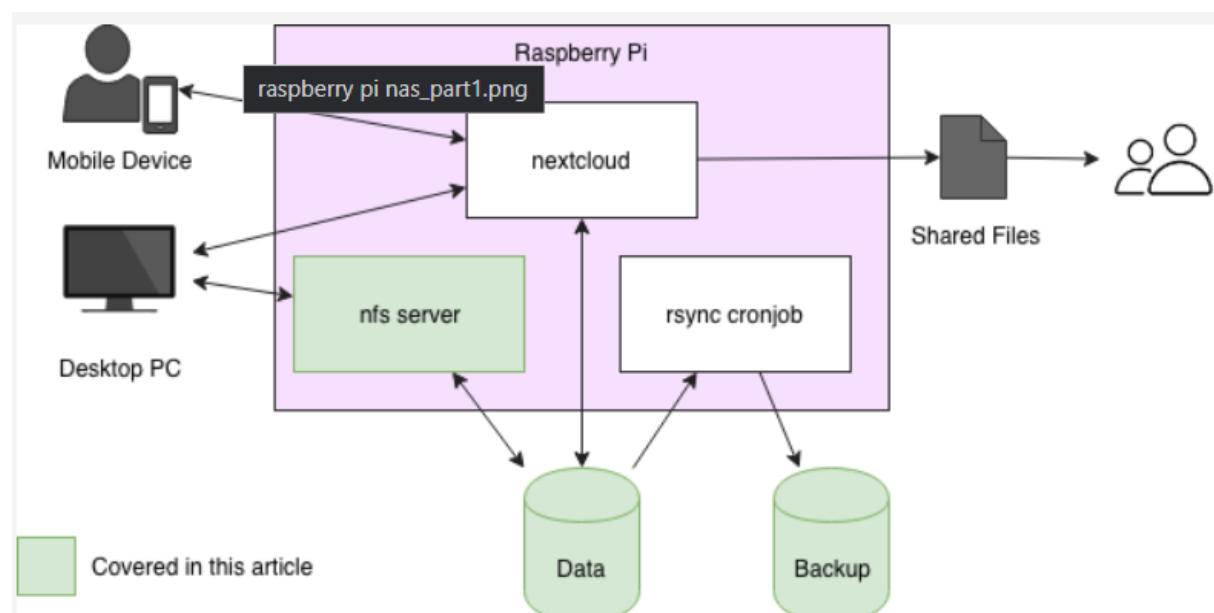 Raspberry Pi
raspberry pi nas_part1.png
Mobile Device
nextcloud
Shared Files
nfs server
rsync cronjob
Desktop PC
Data
Backup
Covered in this article